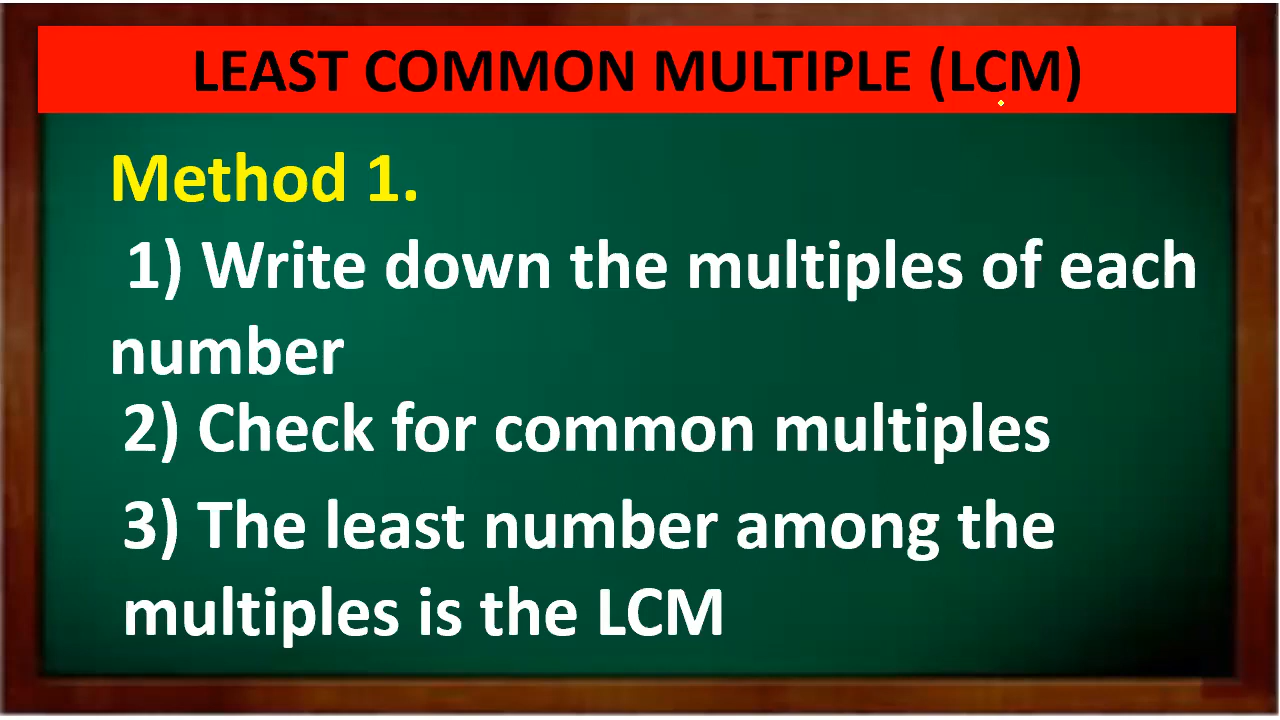 LEAST COMMON MULTIPLE (LCM)
Method 1.
1) Write down the multiples of each
number
2) Check for common multiples
3) The least number among the
multiples is the LCM